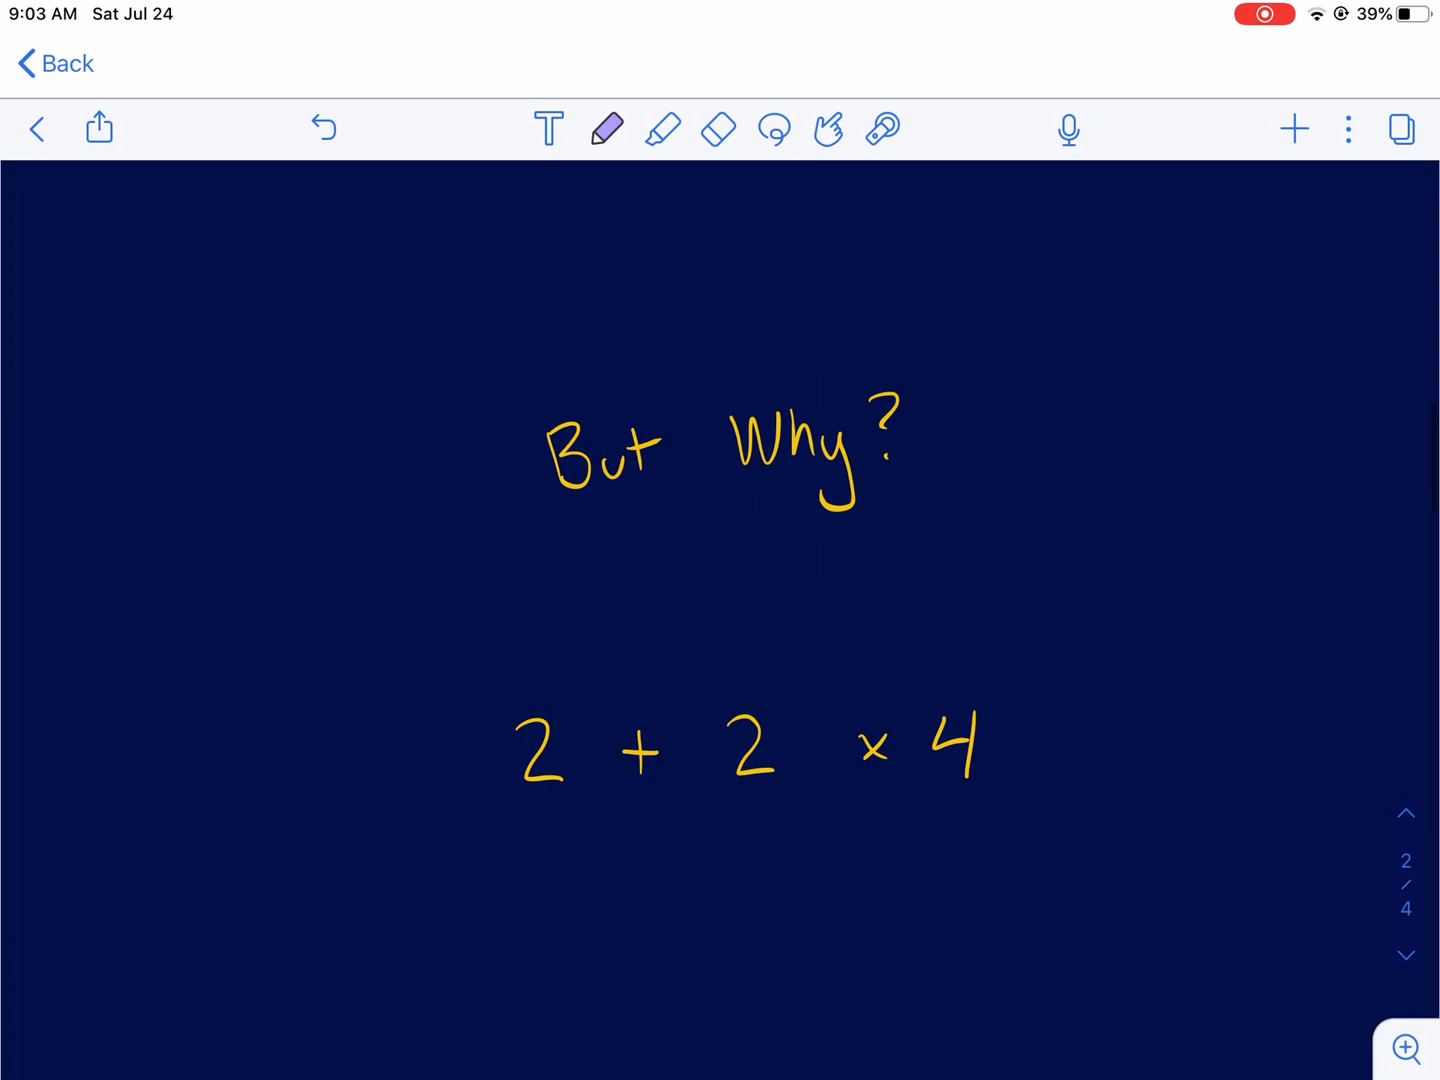 9:03 AM Sat Jul 24 39%
Back
But Why?
2 + 2 × 4
2
/
4